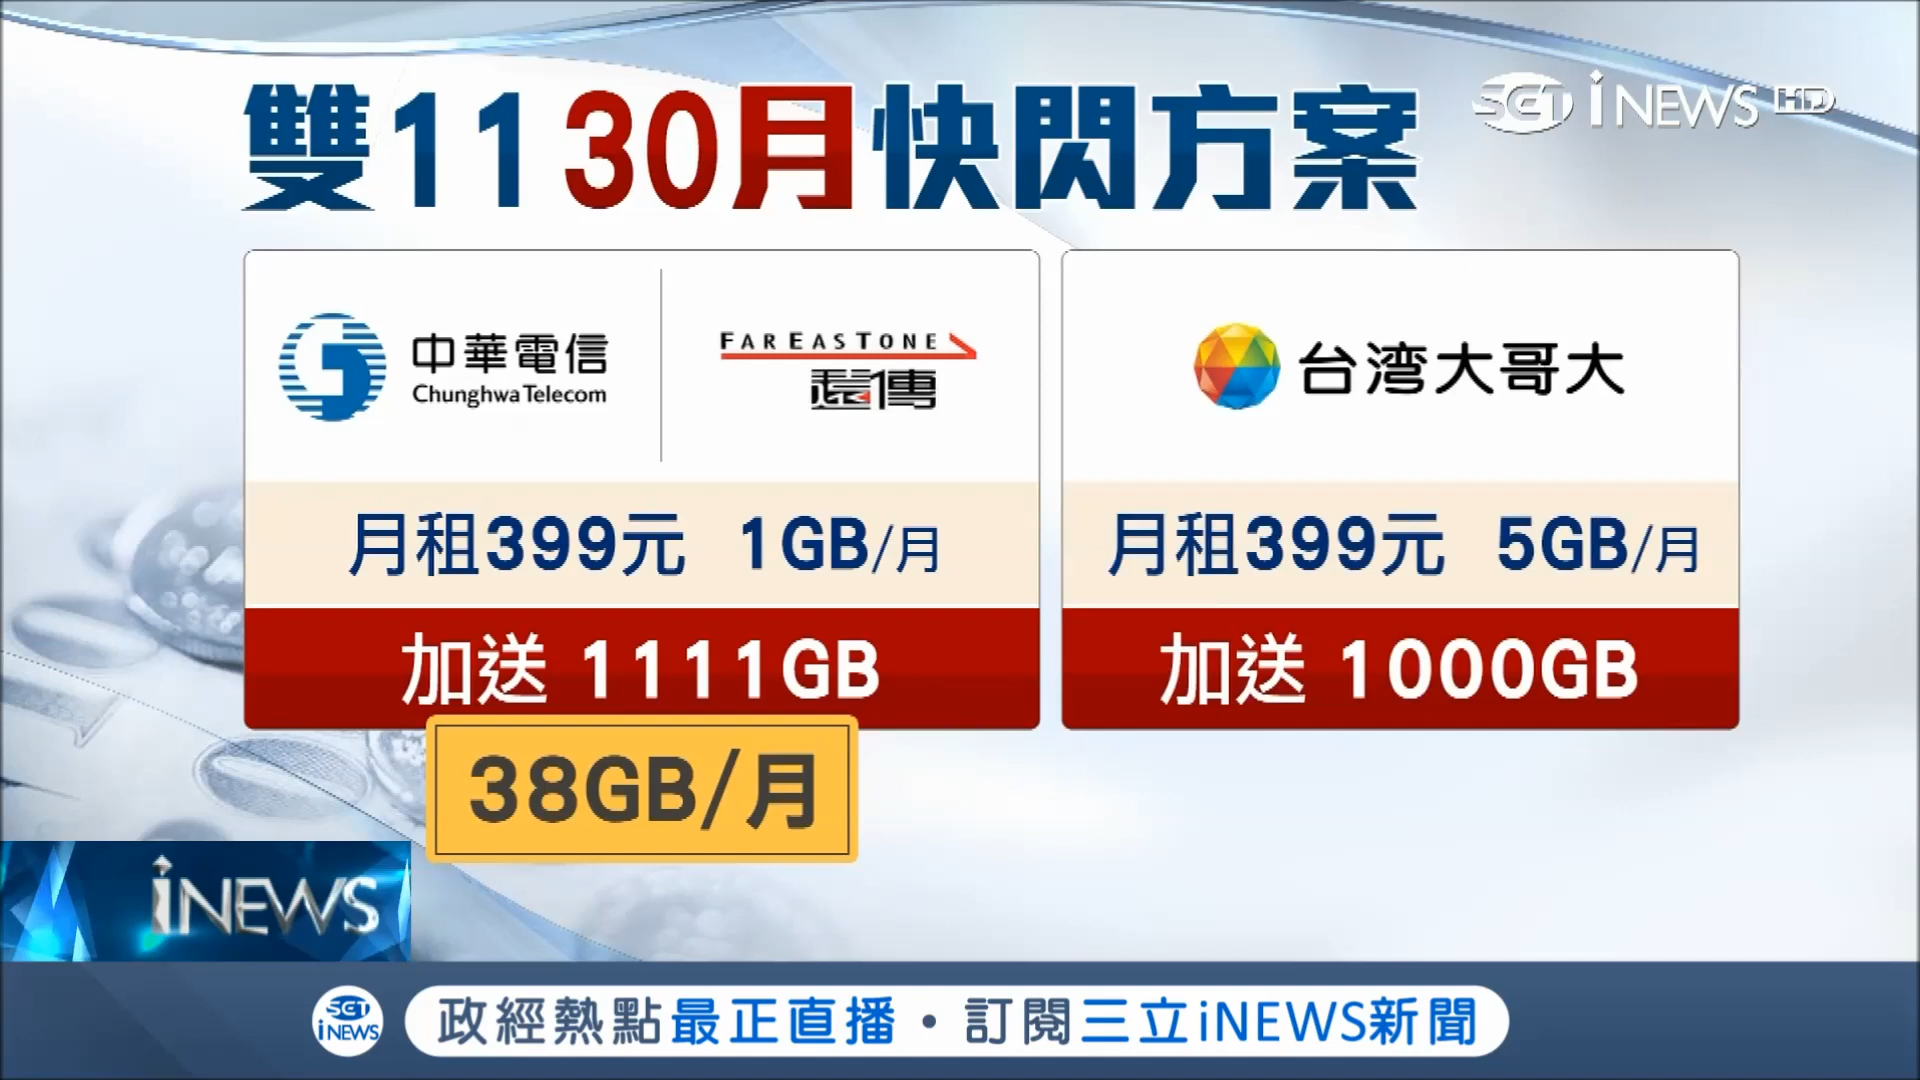 雙11 30月快閃方案
SET iNEWS HD
中華電信
Chunghwa Telecom
FAREASTONE
遠傳
台湾大哥大
月租399元 1GB/月
月租399元 5GB/月
加送 1111GB
加送 1000GB
38GB/月
iNEWS
SET
iNEWS
政經熱點最正直播・訂閱三立iNEWS新聞